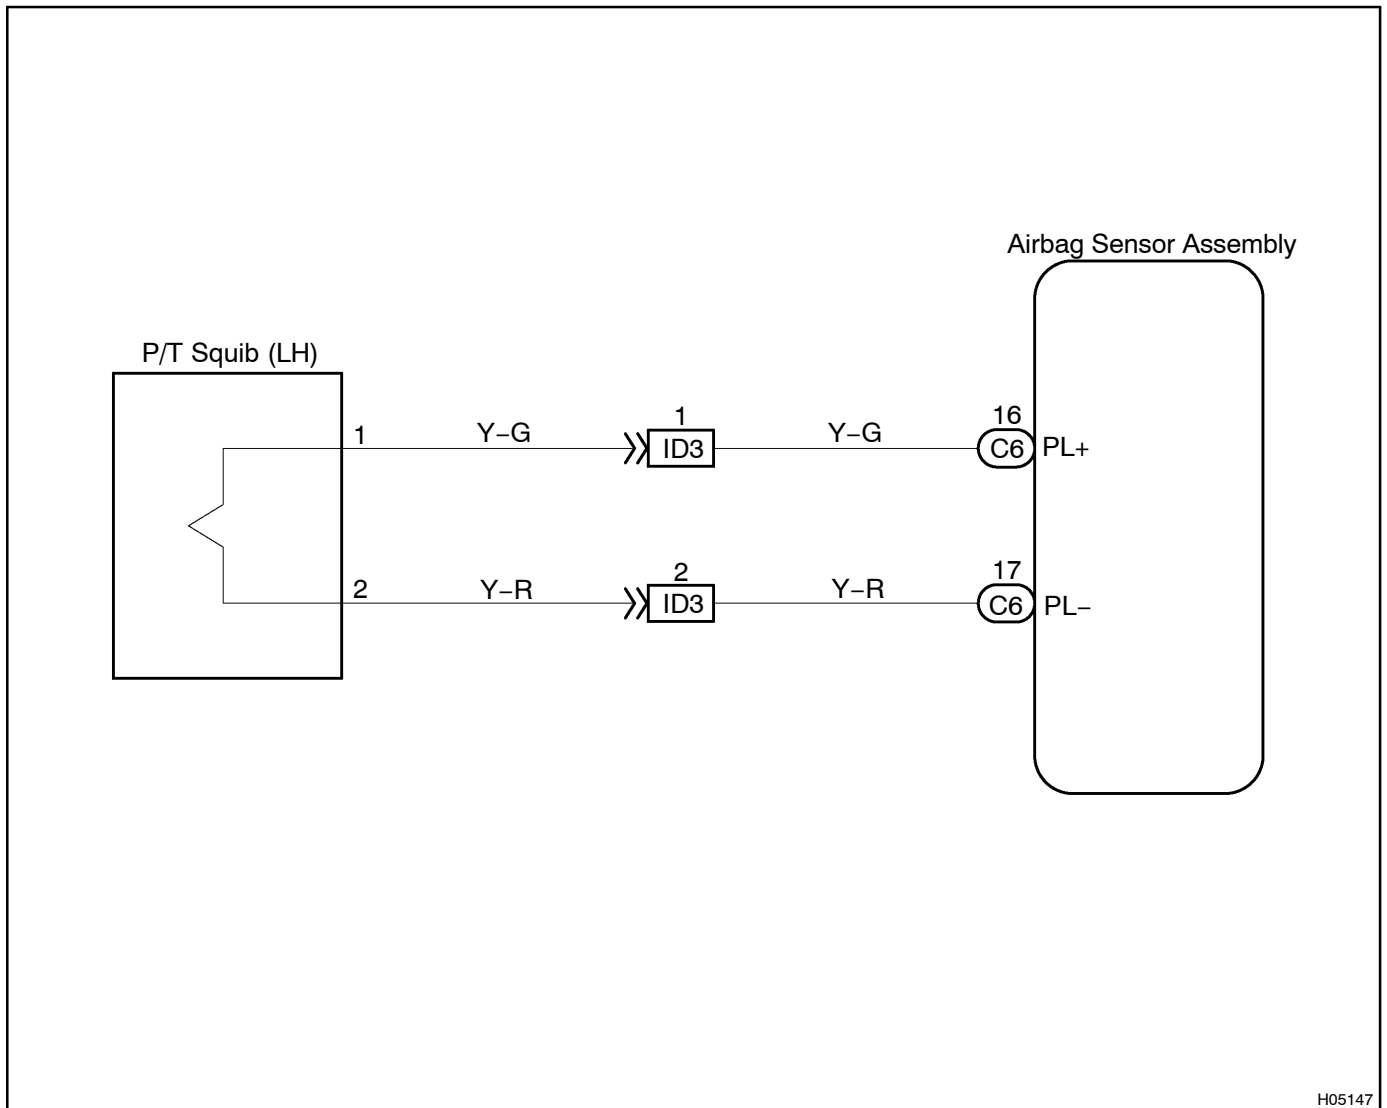 Airbag Sensor Assembly
P/T Squib (LH)
1 Y−G 1 ID3 Y−G 16 C6 PL+
2 Y−R 2 ID3 Y−R 17 C6 PL−
H05147